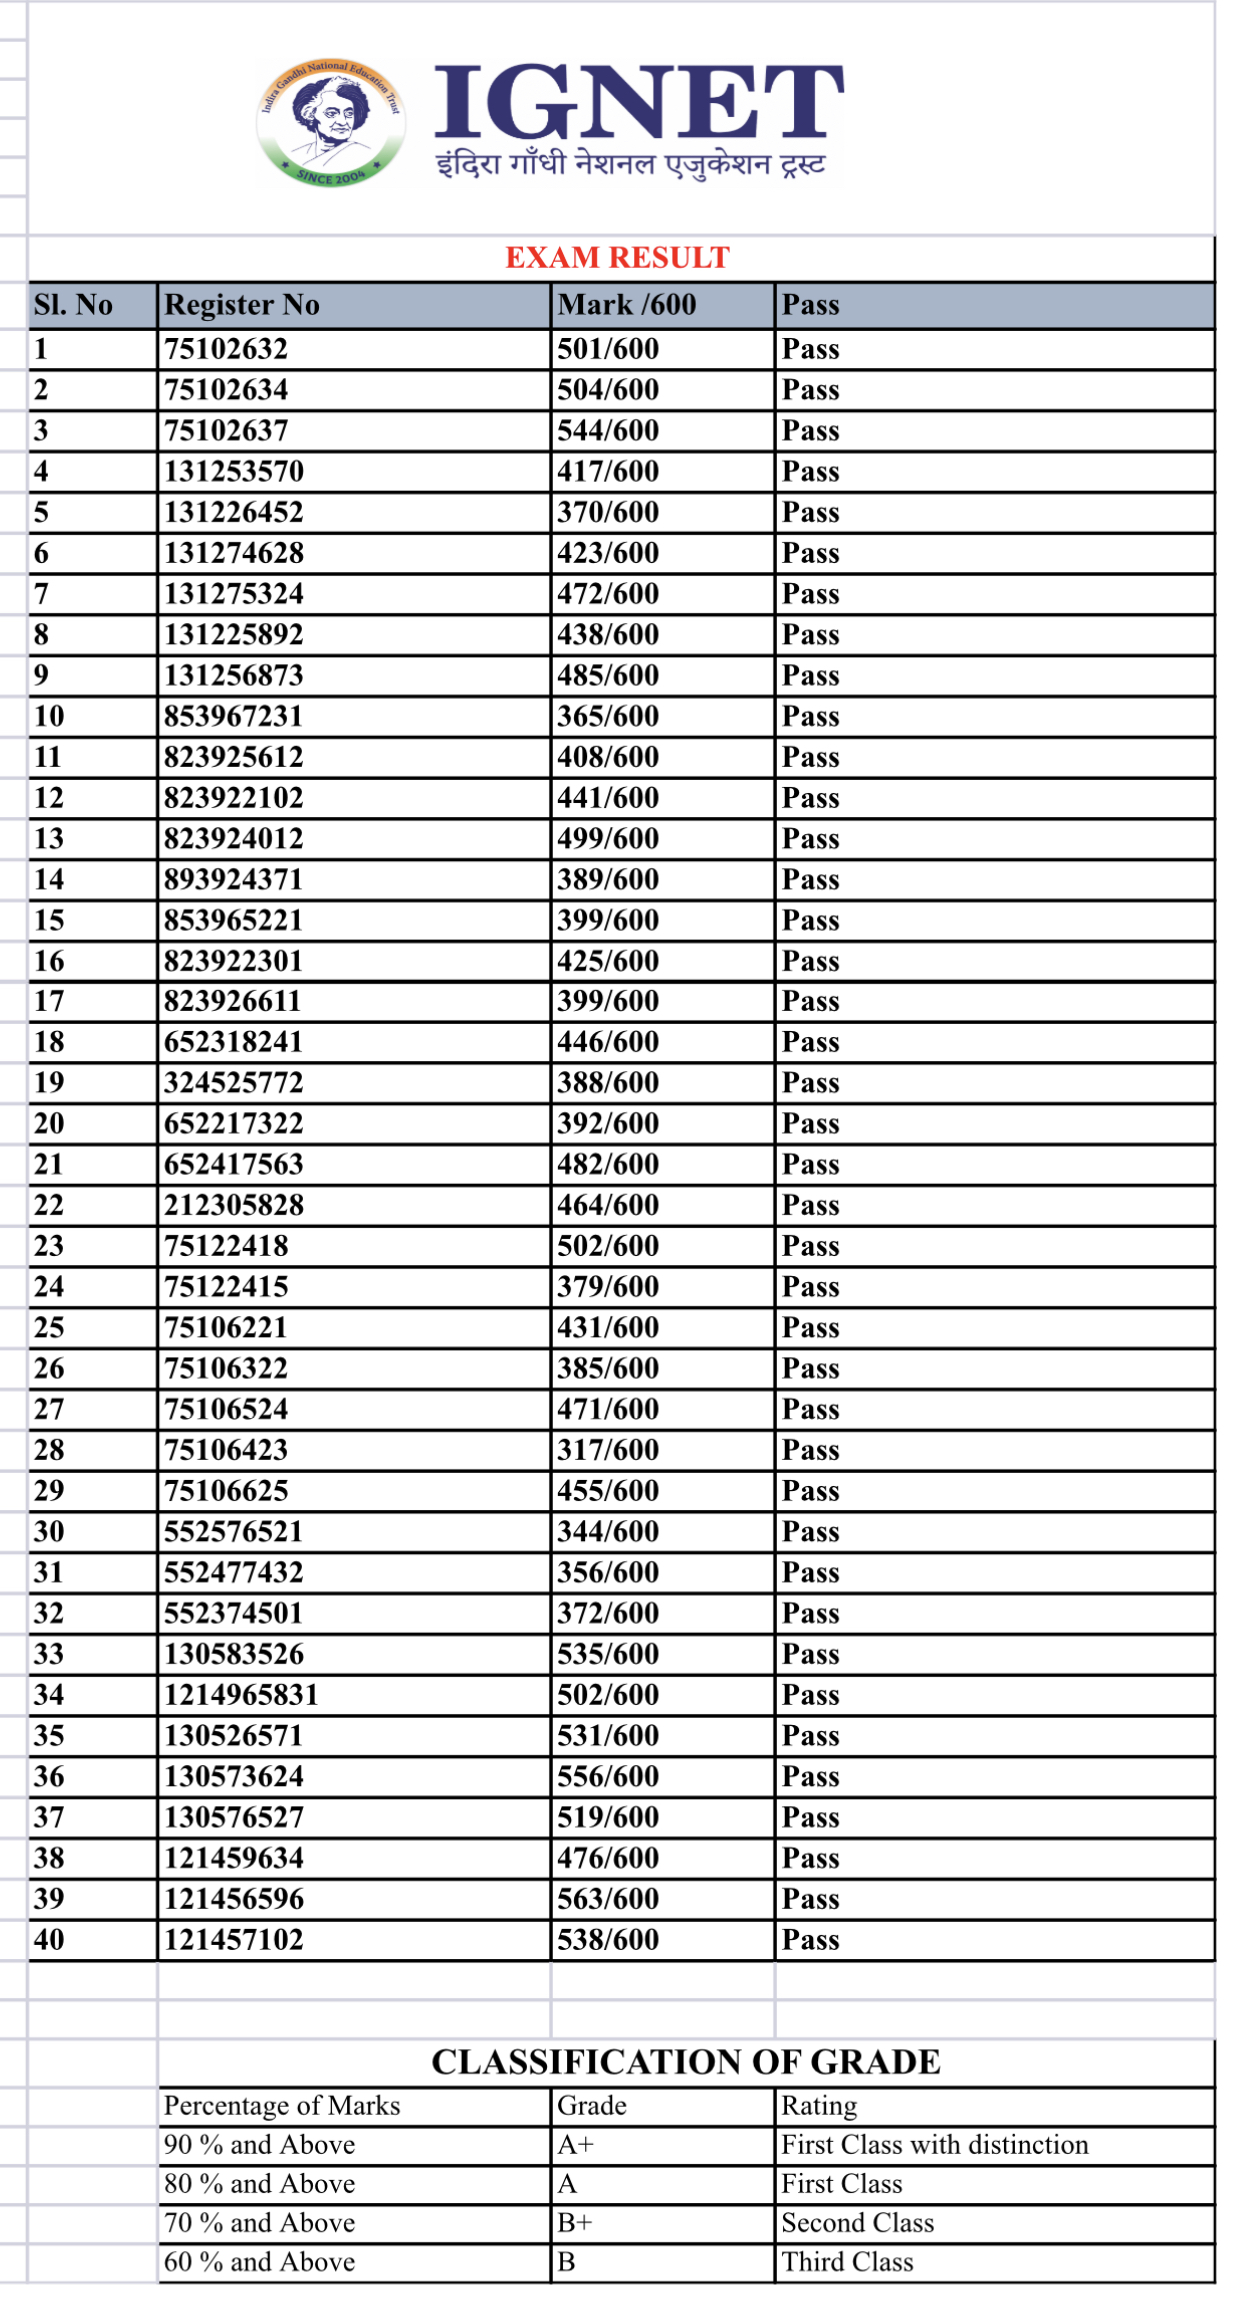 Indira Gandhi National Education Trust
SINCE 2004
IGNET
इंदिरा गाँधी नेशनल एजुकेशन ट्रस्ट
EXAM RESULT
Sl. No Register No Mark /600 Pass
1 75102632 501/600 Pass
2 75102634 504/600 Pass
3 75102637 544/600 Pass
4 131253570 417/600 Pass
5 131226452 370/600 Pass
6 131274628 423/600 Pass
7 131275324 472/600 Pass
8 131225892 438/600 Pass
9 131256873 485/600 Pass
10 853967231 365/600 Pass
11 823925612 408/600 Pass
12 823922102 441/600 Pass
13 823924012 499/600 Pass
14 893924371 389/600 Pass
15 853965221 399/600 Pass
16 823922301 425/600 Pass
17 823926611 399/600 Pass
18 652318241 446/600 Pass
19 324525772 388/600 Pass
20 652217322 392/600 Pass
21 652417563 482/600 Pass
22 212305828 464/600 Pass
23 75122418 502/600 Pass
24 75122415 379/600 Pass
25 75106221 431/600 Pass
26 75106322 385/600 Pass
27 75106524 471/600 Pass
28 75106423 317/600 Pass
29 75106625 455/600 Pass
30 552576521 344/600 Pass
31 552477432 356/600 Pass
32 552374501 372/600 Pass
33 130583526 535/600 Pass
34 1214965831 502/600 Pass
35 130526571 531/600 Pass
36 130573624 556/600 Pass
37 130576527 519/600 Pass
38 121459634 476/600 Pass
39 121456596 563/600 Pass
40 121457102 538/600 Pass
CLASSIFICATION OF GRADE
Percentage of Marks Grade Rating
90 % and Above A+ First Class with distinction
80 % and Above A First Class
70 % and Above B+ Second Class
60 % and Above B Third Class